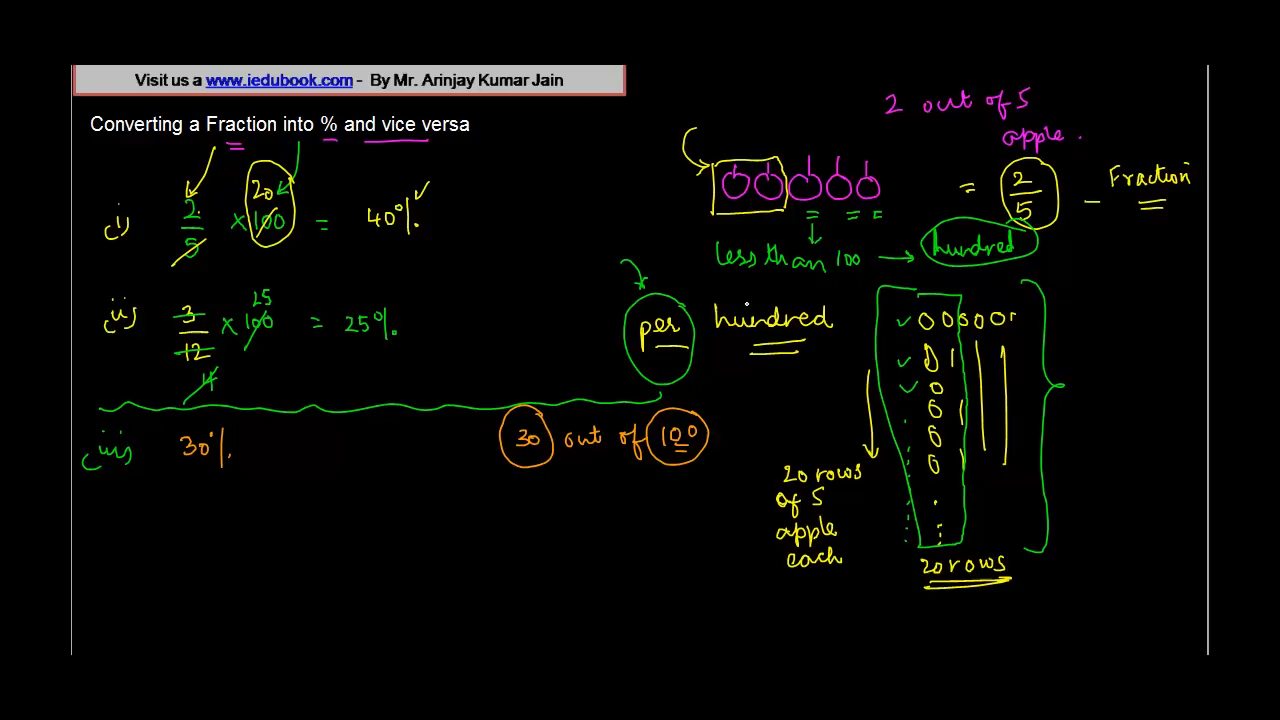 Visit us a www.iedubook.com - By Mr. Arinjay Kumar Jain
Converting a Fraction into % and vice versa
2 out of 5
apple.
(i) 2/5 × 100 = 40%
20
= 2/5 - Fraction
less than 100 → hundred
(ii) 3/12 × 100 = 25%
25
4
per hundred
(iii) 30%
30 out of 100
20 rows
of 5
apple
each
20 rows